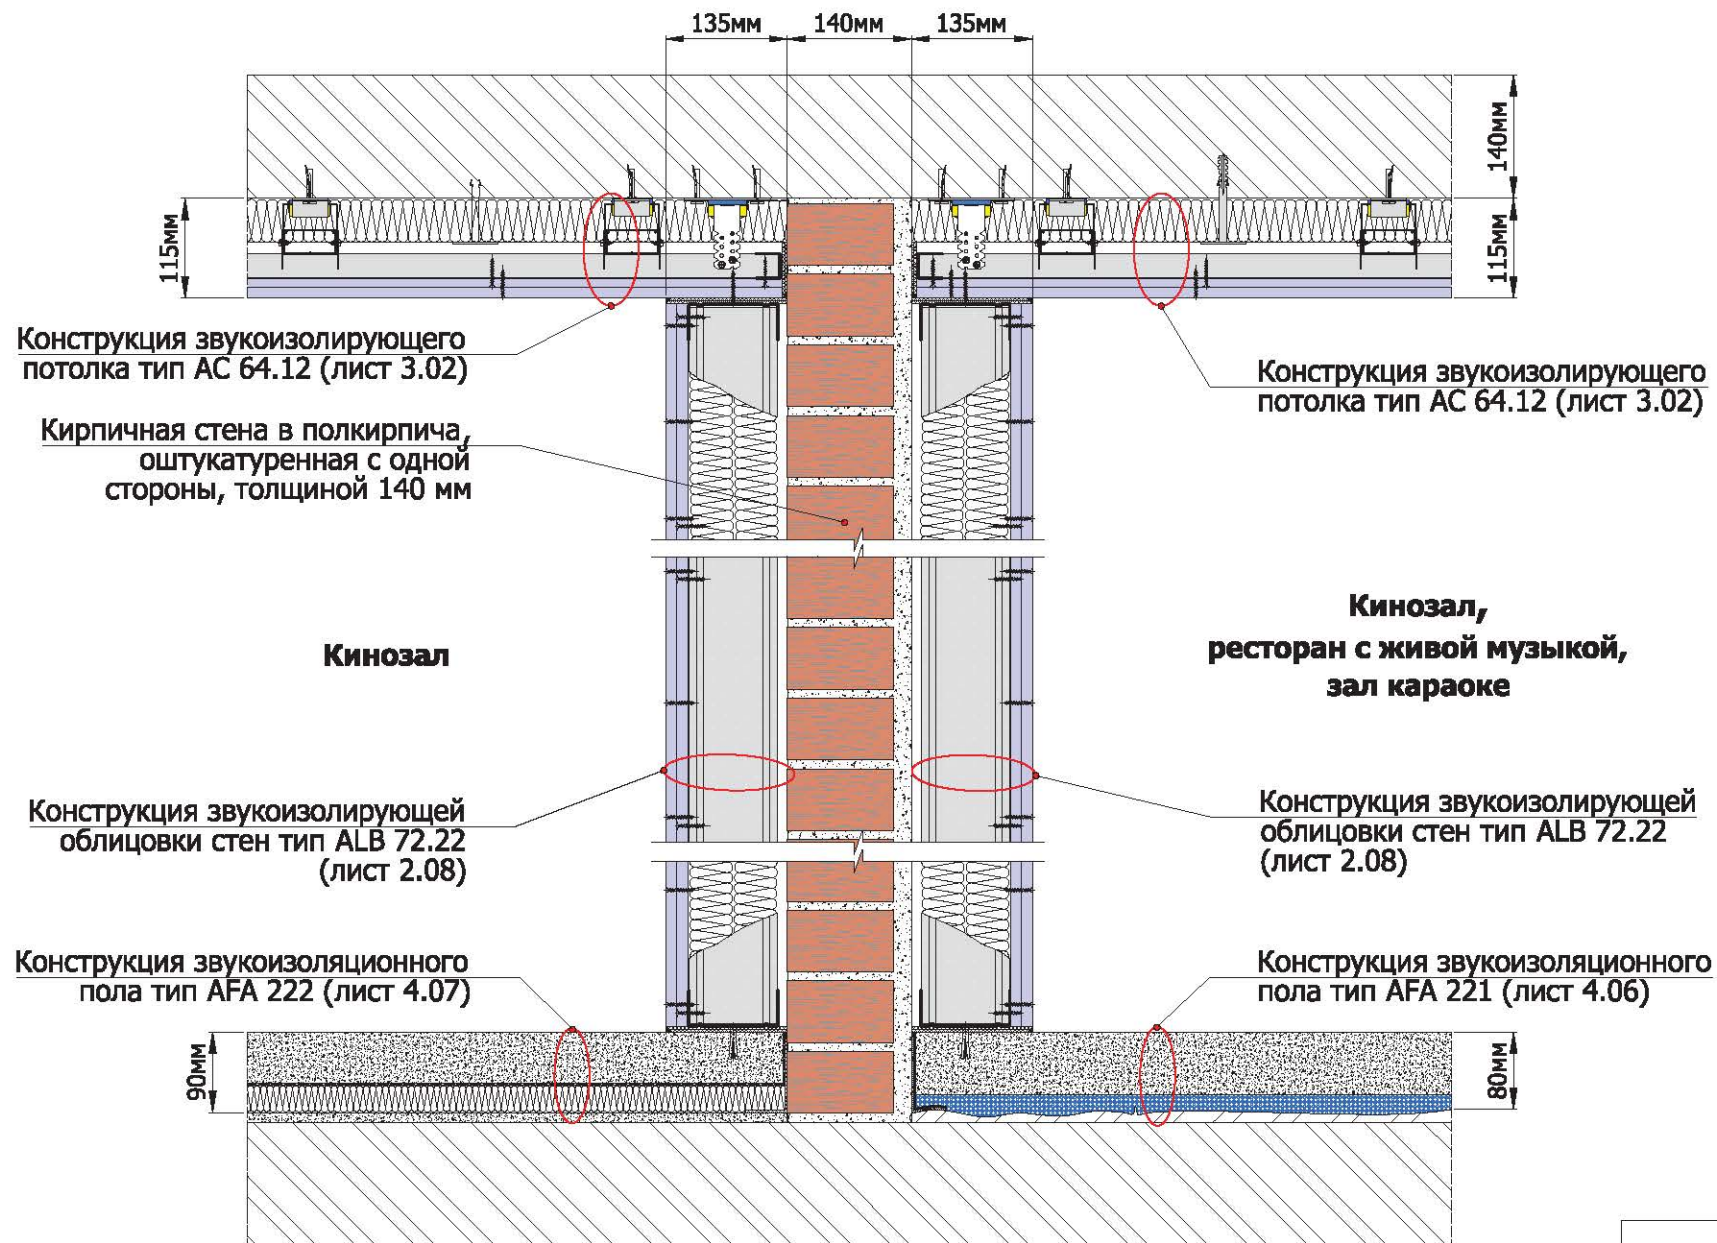 135мм
140мм
135мм
140мм
115мм
115мм
Конструкция звукоизолирующего
потолка тип АС 64.12 (лист 3.02)
Конструкция звукоизолирующего
потолка тип АС 64.12 (лист 3.02)
Кирпичная стена в полкирпича,
оштукатуренная с одной
стороны, толщиной 140 мм
Кинозал
Кинозал,
ресторан с живой музыкой,
зал караоке
Конструкция звукоизолирующей
облицовки стен тип ALB 72.22
(лист 2.08)
Конструкция звукоизолирующей
облицовки стен тип ALB 72.22
(лист 2.08)
Конструкция звукоизоляционного
пола тип AFA 222 (лист 4.07)
Конструкция звукоизоляционного
пола тип AFA 221 (лист 4.06)
90мм
80мм